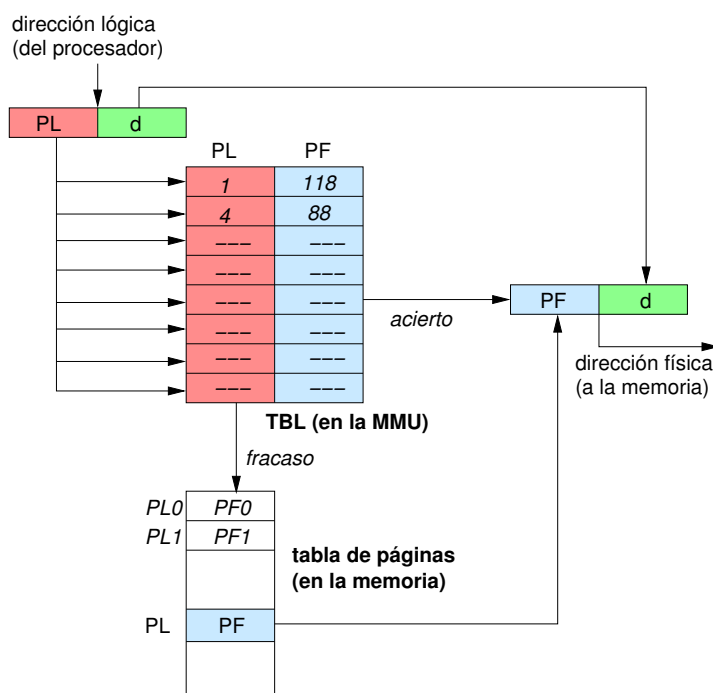 dirección lógica
(del procesador)
PL d
PL PF
1 118
4 88
––– –––
––– –––
––– –––
––– –––
––– –––
––– –––
acierto
PF d
dirección física
(a la memoria)
TBL (en la MMU)
fracaso
PL0 PF0
PL1 PF1
tabla de páginas
(en la memoria)
PL PF